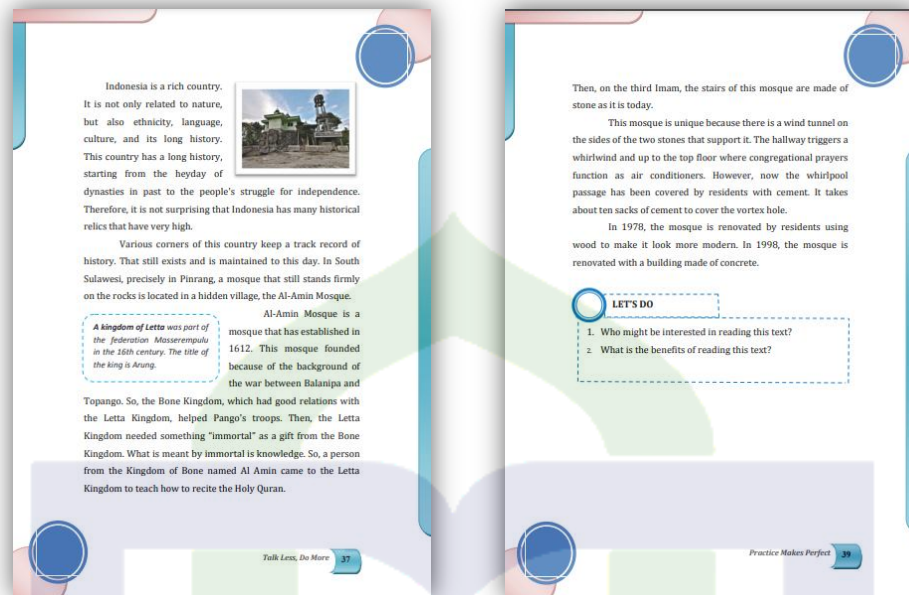 Indonesia is a rich country.
It is not only related to nature,
but also ethnicity, language,
culture, and its long history.
This country has a long history,
starting from the heyday of
dynasties in past to the people's struggle for independence.
Therefore, it is not surprising that Indonesia has many historical
relics that have very high.
Various corners of this country keep a track record of
history. That still exists and is maintained to this day. In South
Sulawesi, precisely in Pinrang, a mosque that still stands firmly
on the rocks is located in a hidden village, the Al-Amin Mosque.
A kingdom of Letta was part of
the federation Masserempulu
in the 16th century. The title of
the king is Arung.
Al-Amin Mosque is a
mosque that has established in
1612. This mosque founded
because of the background of
the war between Balanipa and
Topango. So, the Bone Kingdom, which had good relations with
the Letta Kingdom, helped Pango's troops. Then, the Letta
Kingdom needed something "immortal" as a gift from the Bone
Kingdom. What is meant by immortal is knowledge. So, a person
from the Kingdom of Bone named Al Amin came to the Letta
Kingdom to teach how to recite the Holy Quran.
Talk Less, Do More 37
Then, on the third Imam, the stairs of this mosque are made of
stone as it is today.
This mosque is unique because there is a wind tunnel on
the sides of the two stones that support it. The hallway triggers a
whirlwind and up to the top floor where congregational prayers
function as air conditioners. However, now the whirlpool
passage has been covered by residents with cement. It takes
about ten sacks of cement to cover the vortex hole.
In 1978, the mosque is renovated by residents using
wood to make it look more modern. In 1998, the mosque is
renovated with a building made of concrete.
LET'S DO
1. Who might be interested in reading this text?
2. What is the benefits of reading this text?
Practice Makes Perfect 39